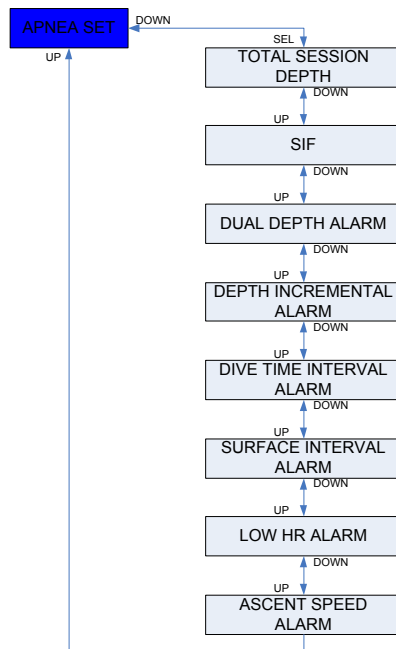 APNEA SET
DOWN
UP
SEL
TOTAL SESSION
DEPTH
DOWN
UP
SIF
DOWN
UP
DUAL DEPTH ALARM
DOWN
UP
DEPTH INCREMENTAL
ALARM
DOWN
UP
DIVE TIME INTERVAL
ALARM
DOWN
UP
SURFACE INTERVAL
ALARM
DOWN
UP
LOW HR ALARM
DOWN
UP
ASCENT SPEED
ALARM